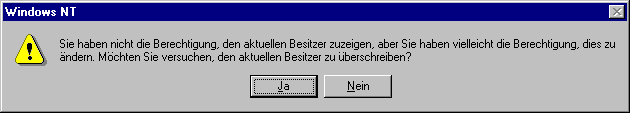 Windows NT
Sie haben nicht die Berechtigung, den aktuellen Besitzer zuzeigen, aber Sie haben vielleicht die Berechtigung, dies zu
ändern. Möchten Sie versuchen, den aktuellen Besitzer zu überschreiben?
Ja Nein